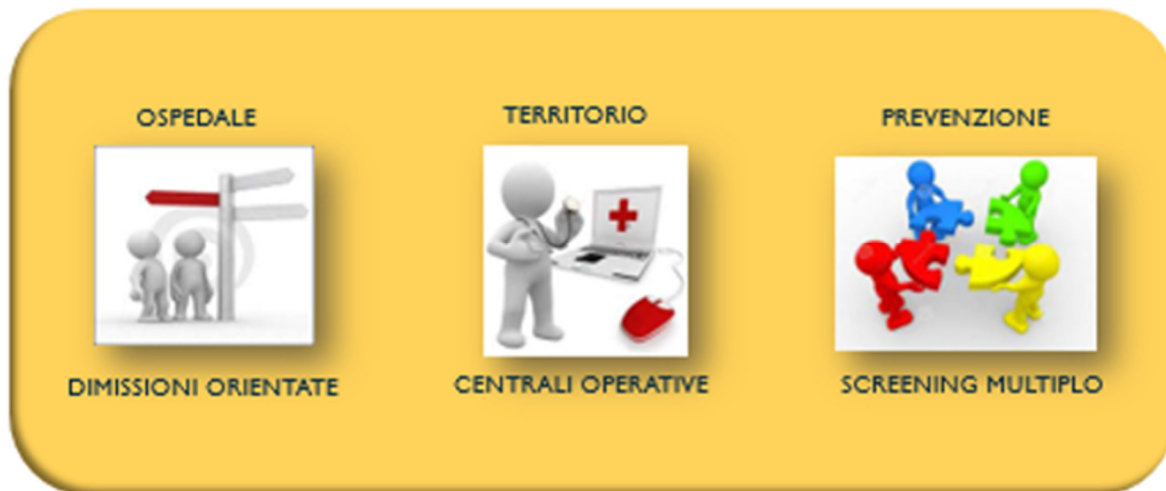 OSPEDALE
TERRITORIO
PREVENZIONE
DIMISSIONI ORIENTATE
CENTRALI OPERATIVE
SCREENING MULTIPLO